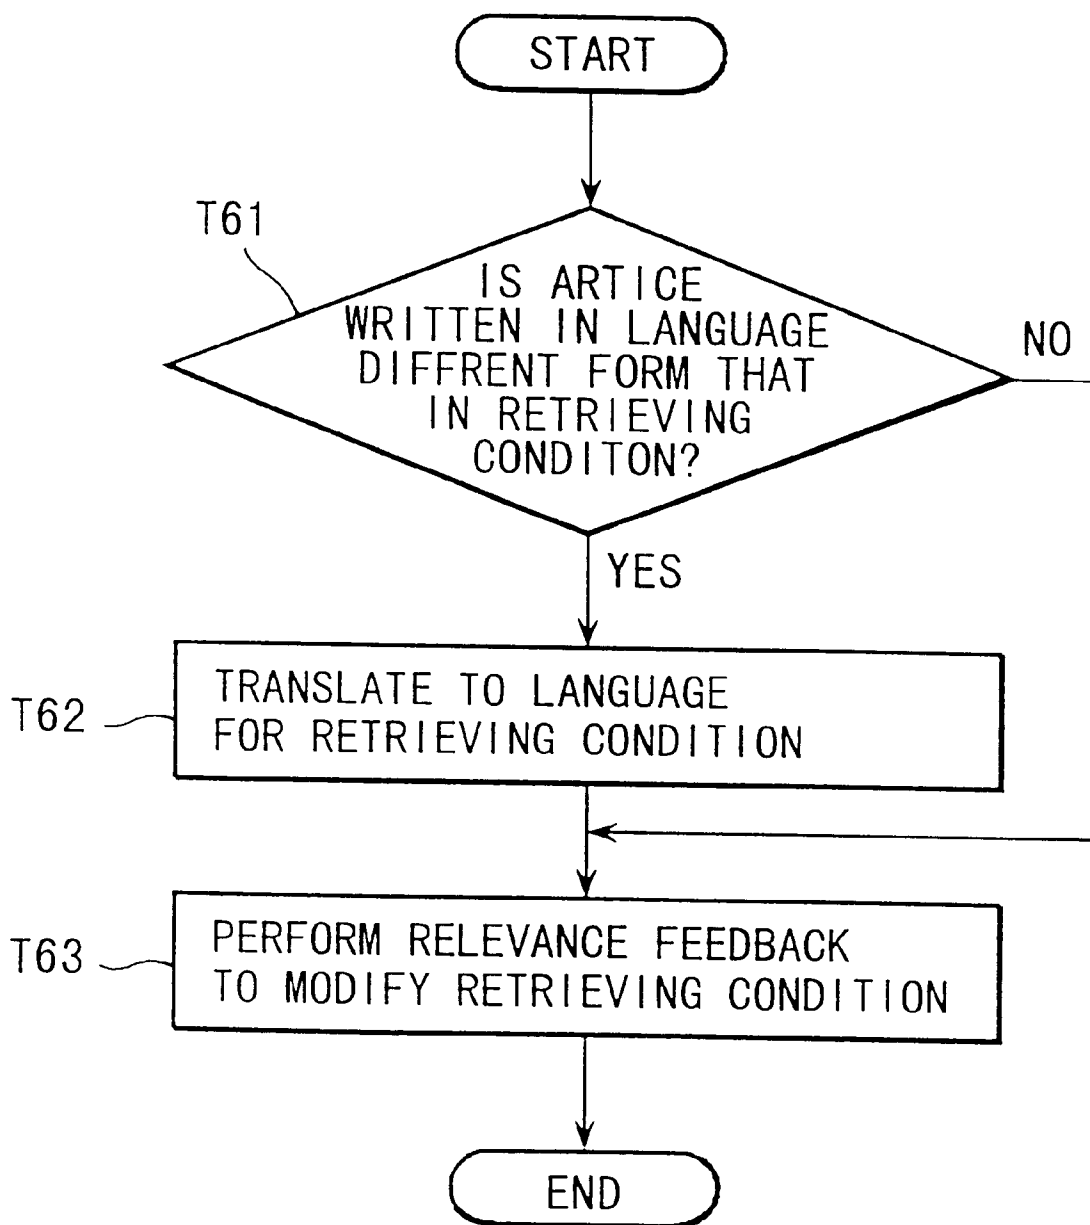 START
T61
IS ARTICE
WRITTEN IN LANGUAGE
DIFFRENT FORM THAT
IN RETRIEVING
CONDITON?
NO
YES
T62
TRANSLATE TO LANGUAGE
FOR RETRIEVING CONDITION
T63
PERFORM RELEVANCE FEEDBACK
TO MODIFY RETRIEVING CONDITION
END